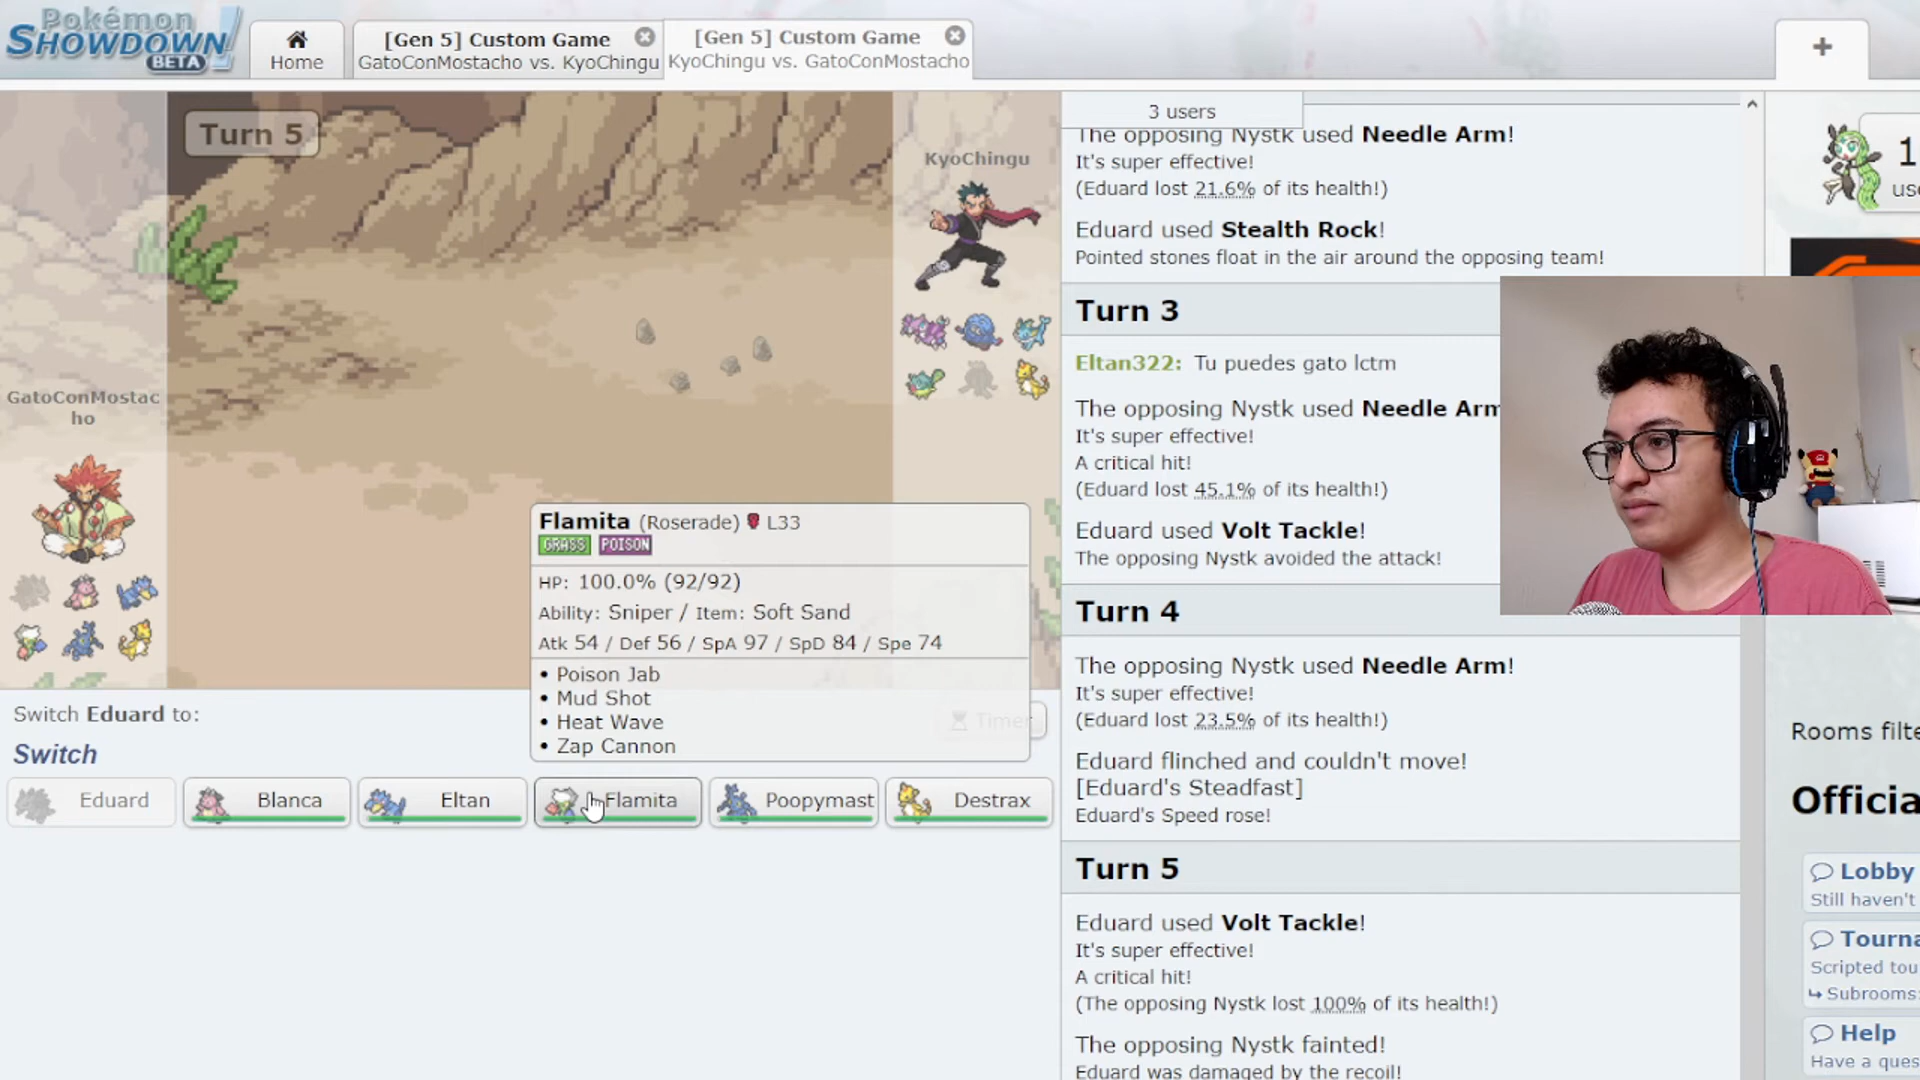 Pokémon
SHOWDOWN
BETA
Home
[Gen 5] Custom Game
GatoConMostacho vs. KyoChingu
[Gen 5] Custom Game
KyoChingu vs. GatoConMostacho
+
Turn 5
KyoChingu
GatoConMostac
ho
Flamita (Roserade) L33
GRASS POISON
HP: 100.0% (92/92)
Ability: Sniper / Item: Soft Sand
Atk 54 / Def 56 / SpA 97 / SpD 84 / Spe 74
• Poison Jab
• Mud Shot
• Heat Wave
• Zap Cannon
Switch Eduard to:
Timer
Switch
Eduard
Blanca
Eltan
Flamita
Poopymast
Destrax
3 users
The opposing Nystk used Needle Arm!
It's super effective!
(Eduard lost 21.6% of its health!)
Eduard used Stealth Rock!
Pointed stones float in the air around the opposing team!
Turn 3
Eltan322: Tu puedes gato lctm
The opposing Nystk used Needle Arm
It's super effective!
A critical hit!
(Eduard lost 45.1% of its health!)
Eduard used Volt Tackle!
The opposing Nystk avoided the attack!
Turn 4
The opposing Nystk used Needle Arm!
It's super effective!
(Eduard lost 23.5% of its health!)
Eduard flinched and couldn't move!
[Eduard's Steadfast]
Eduard's Speed rose!
Turn 5
Eduard used Volt Tackle!
It's super effective!
A critical hit!
(The opposing Nystk lost 100% of its health!)
The opposing Nystk fainted!
Eduard was damaged by the recoil!
1
use
Rooms filte
Officia
Lobby
Still haven't
Tourna
Scripted tou
↳ Subrooms:
Help
Have a ques